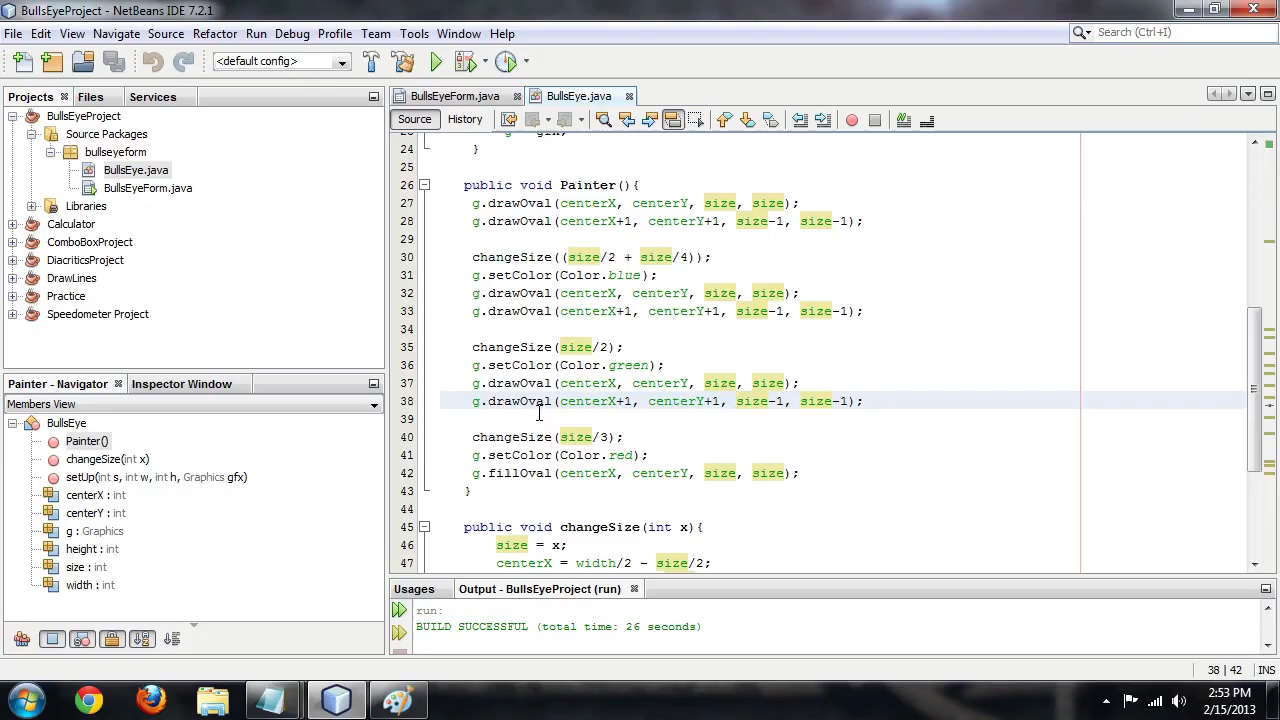 BullsEyeProject - NetBeans IDE 7.2.1
File Edit View Navigate Source Refactor Run Debug Profile Team Tools Window Help
Search (Ctrl+I)
<default config>
Projects Files Services
BullsEyeProject
Source Packages
bullseyeform
BullsEye.java
BullsEyeForm.java
Libraries
Calculator
ComboBoxProject
DiacriticsProject
DrawLines
Practice
Speedometer Project
Painter - Navigator Inspector Window
Members View
BullsEye
Painter()
changeSize(int x)
setUp(int s, int w, int h, Graphics gfx)
centerX : int
centerY : int
g : Graphics
height : int
size : int
width : int
BullsEyeForm.java BullsEye.java
Source History
24 }
25
26 public void Painter(){
27 g.drawOval(centerX, centerY, size, size);
28 g.drawOval(centerX+1, centerY+1, size-1, size-1);
29
30 changeSize((size/2 + size/4));
31 g.setColor(Color.blue);
32 g.drawOval(centerX, centerY, size, size);
33 g.drawOval(centerX+1, centerY+1, size-1, size-1);
34
35 changeSize(size/2);
36 g.setColor(Color.green);
37 g.drawOval(centerX, centerY, size, size);
38 g.drawOval(centerX+1, centerY+1, size-1, size-1);
39
40 changeSize(size/3);
41 g.setColor(Color.red);
42 g.fillOval(centerX, centerY, size, size);
43 }
44
45 public void changeSize(int x){
46 size = x;
47 centerX = width/2 - size/2;
Usages Output - BullsEyeProject (run)
run:
BUILD SUCCESSFUL (total time: 26 seconds)
38 | 42 INS
2:53 PM
2/15/2013